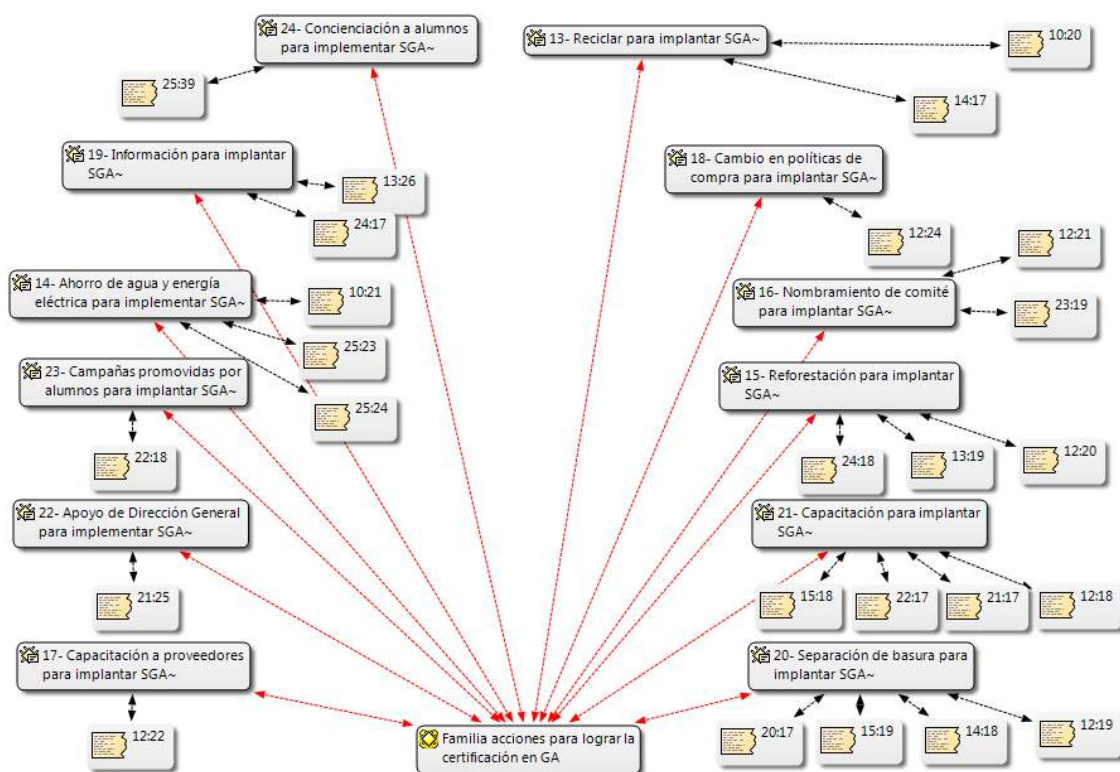 24- Concienciación a alumnos
para implementar SGA~
25:39
13- Reciclar para implantar SGA~
10:20
14:17
19- Información para implantar
SGA~
13:26
24:17
18- Cambio en políticas de
compra para implantar SGA~
12:24
12:21
14- Ahorro de agua y energía
eléctrica para implementar SGA~
10:21
25:23
25:24
16- Nombramiento de comité
para implantar SGA~
23:19
23- Campañas promovidas por
alumnos para implantar SGA~
22:18
15- Reforestación para implantar
SGA~
24:18
13:19
12:20
22- Apoyo de Dirección General
para implementar SGA~
21:25
21- Capacitación para implantar
SGA~
15:18
22:17
21:17
12:18
17- Capacitación a proveedores
para implantar SGA~
12:22
20- Separación de basura para
implantar SGA~
20:17
15:19
14:18
12:19
Familia acciones para lograr la
certificación en GA